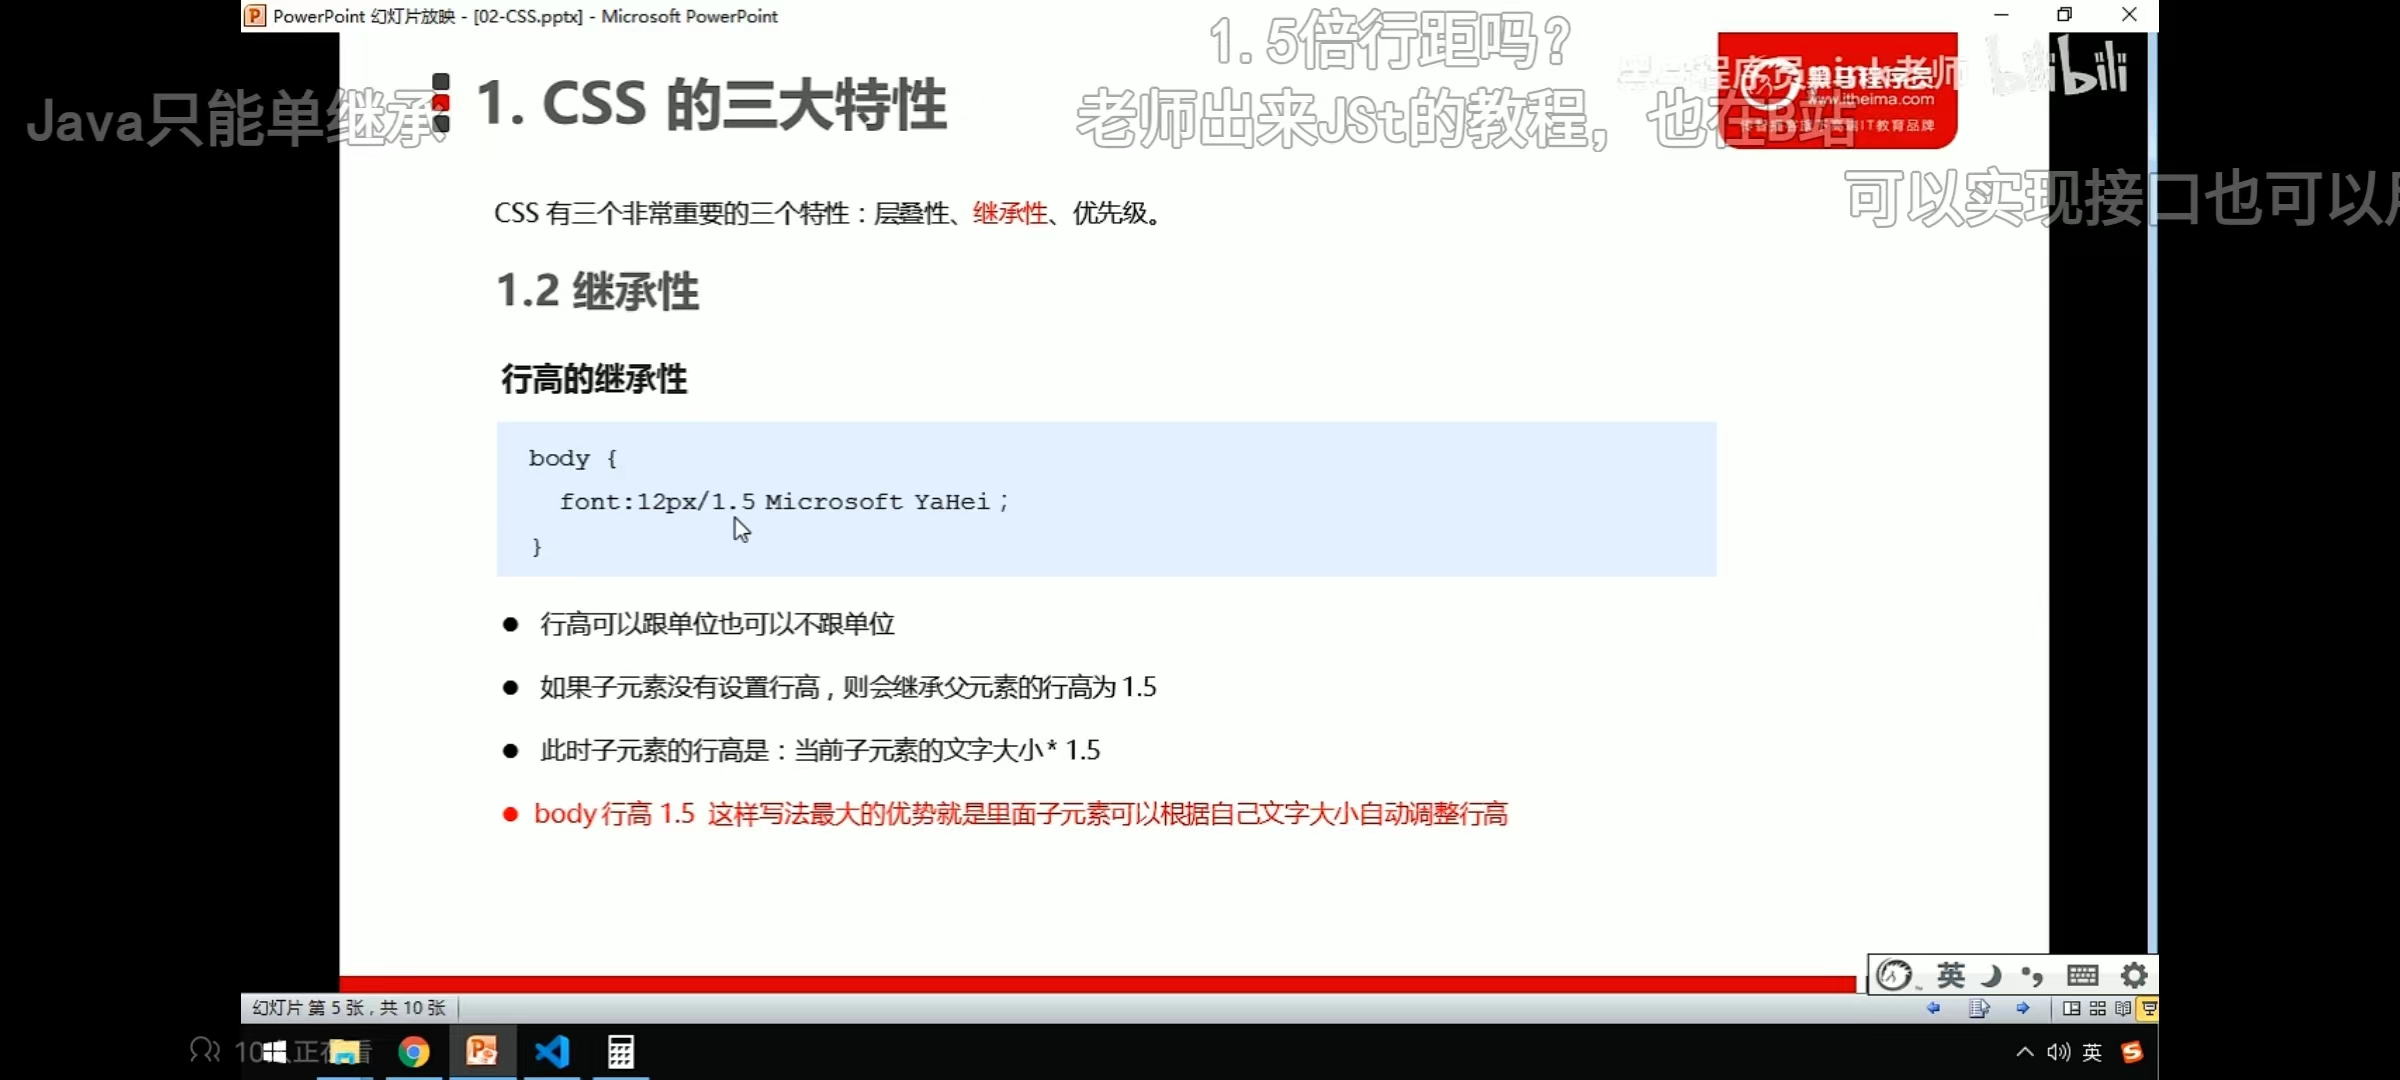 PowerPoint 幻灯片放映 - [02-CSS.pptx] - Microsoft PowerPoint
1.5倍行距吗？
bilibili
Java只能单继承
1. CSS 的三大特性
老师出来JSt的教程，也在B站
www.itheima.com
可以实现接口也可以
CSS 有三个非常重要的三个特性：层叠性、继承性、优先级。
1.2 继承性
行高的继承性
body {
font:12px/1.5 Microsoft YaHei；
}
● 行高可以跟单位也可以不跟单位
● 如果子元素没有设置行高，则会继承父元素的行高为 1.5
● 此时子元素的行高是：当前子元素的文字大小* 1.5
● body 行高 1.5 这样写法最大的优势就是里面子元素可以根据自己文字大小自动调整行高
英
幻灯片 第 5 张，共 10 张
英